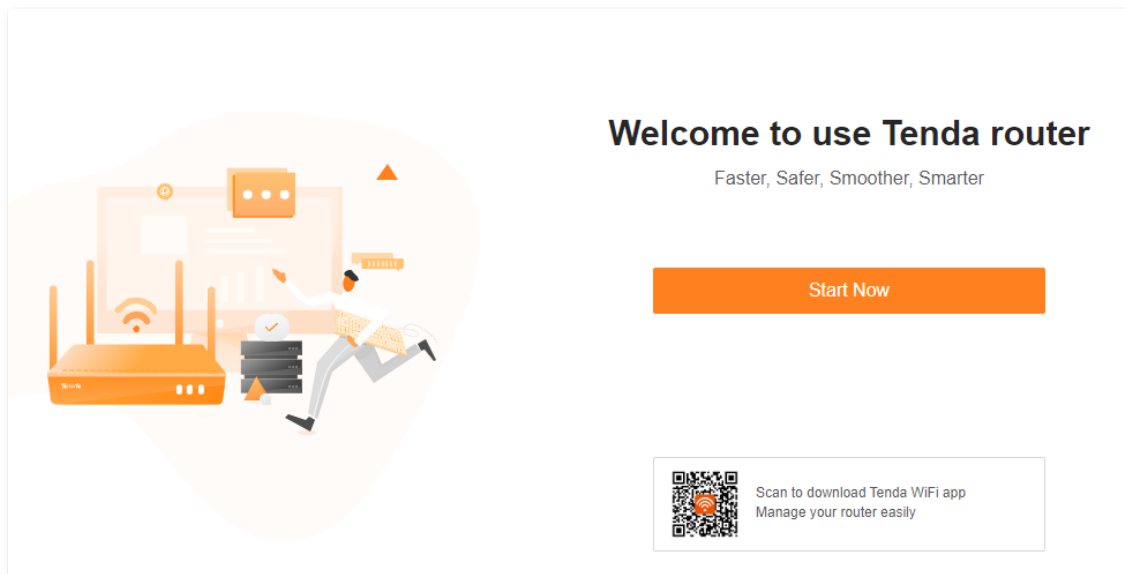 Welcome to use Tenda router
Faster, Safer, Smoother, Smarter
Start Now
Scan to download Tenda WiFi app
Manage your router easily